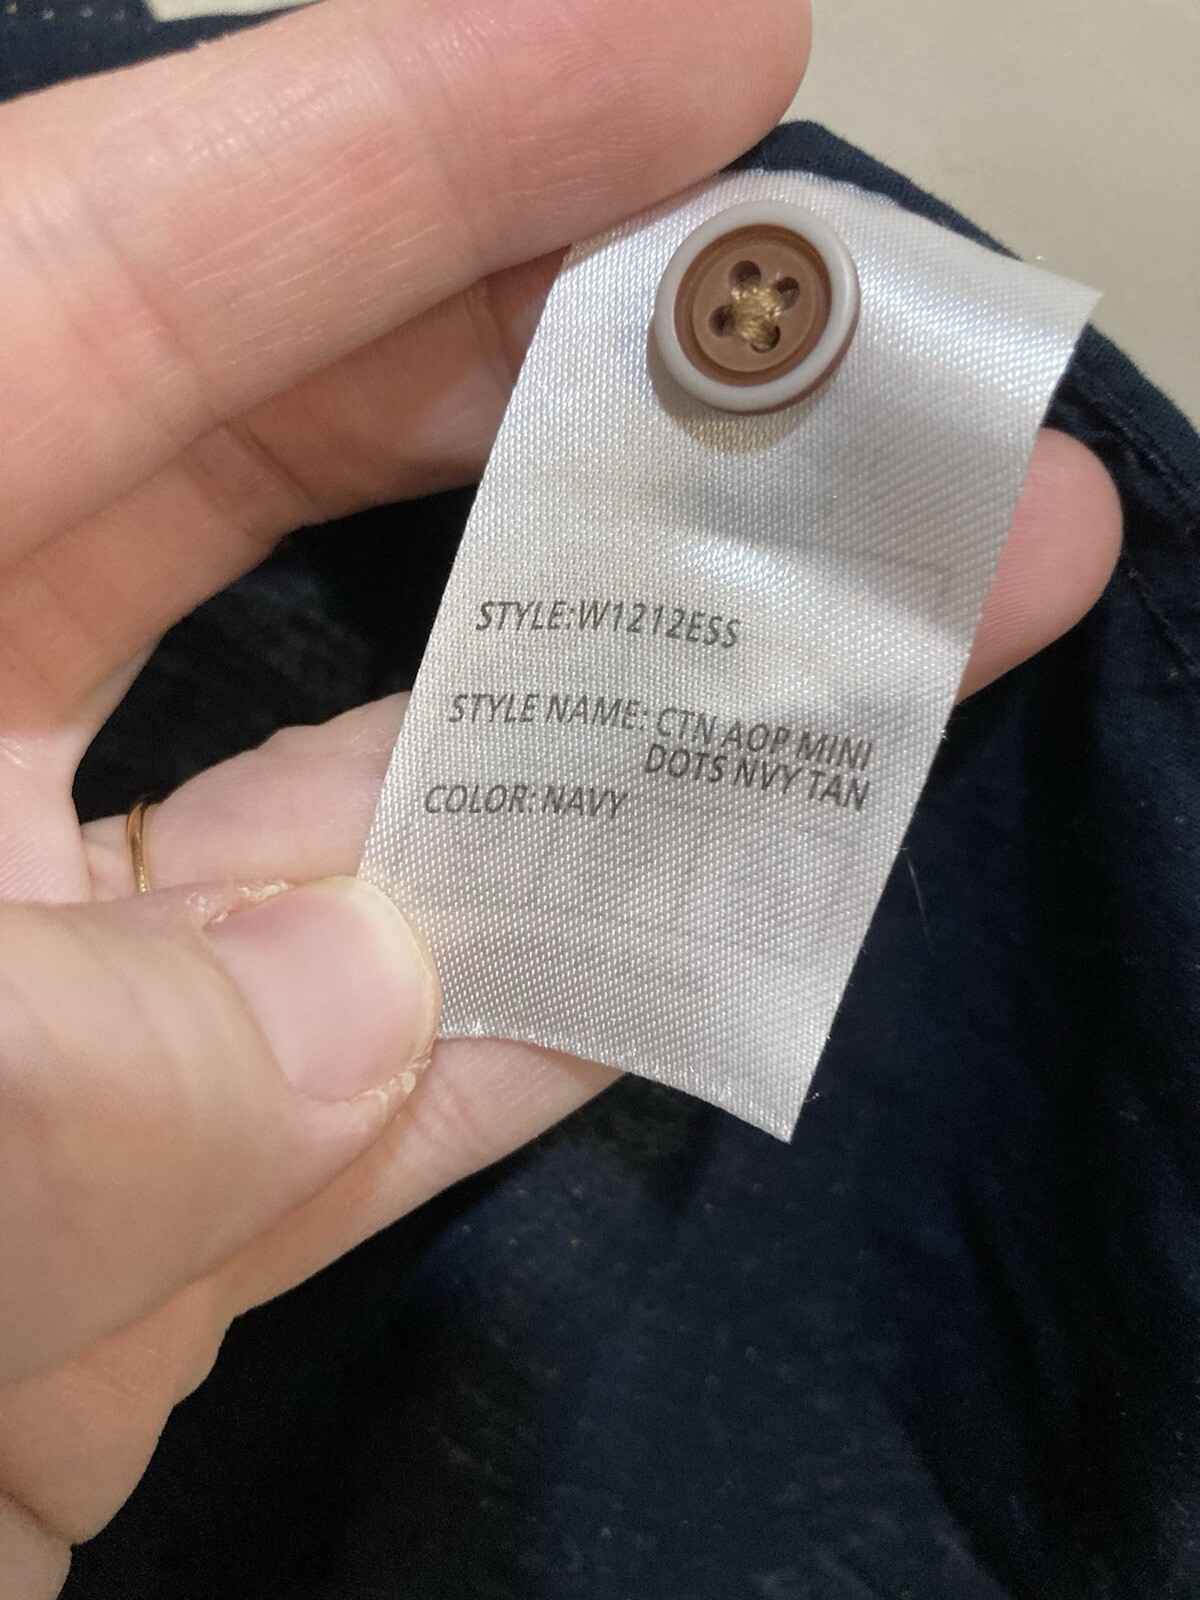 STYLE:W1212ESS
STYLE NAME: CTN AOP MINI
DOTS NVY TAN
COLOR: NAVY